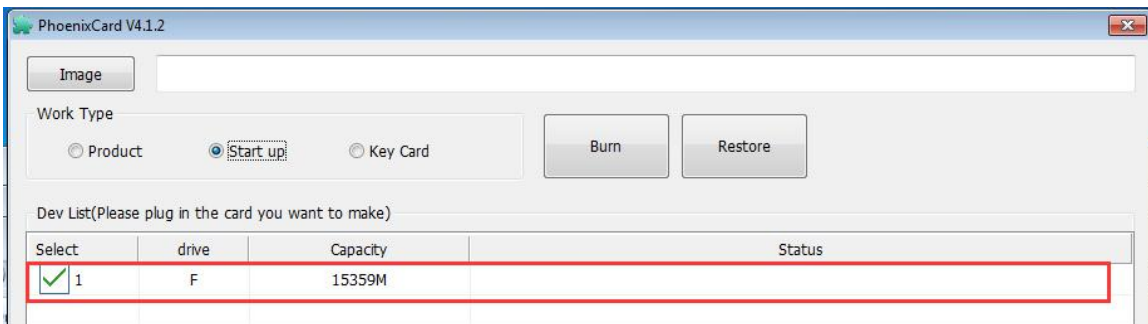 PhoenixCard V4.1.2
Image
Work Type
Product Start up Key Card
Burn Restore
Dev List(Please plug in the card you want to make)
Select drive Capacity Status
1 F 15359M